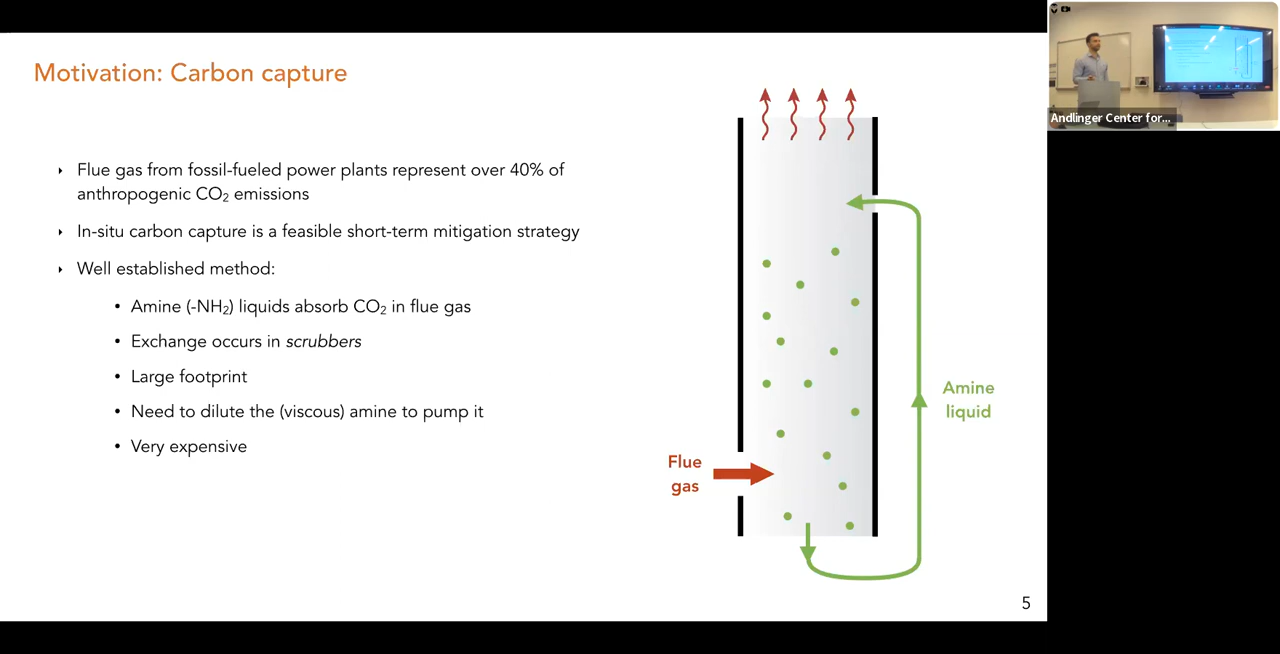 Motivation: Carbon capture
‣ Flue gas from fossil-fueled power plants represent over 40% of
anthropogenic CO₂ emissions
‣ In-situ carbon capture is a feasible short-term mitigation strategy
‣ Well established method:
• Amine (-NH₂) liquids absorb CO₂ in flue gas
• Exchange occurs in scrubbers
• Large footprint
• Need to dilute the (viscous) amine to pump it
• Very expensive
Flue
gas
Amine
liquid
5
Andlinger Center for...